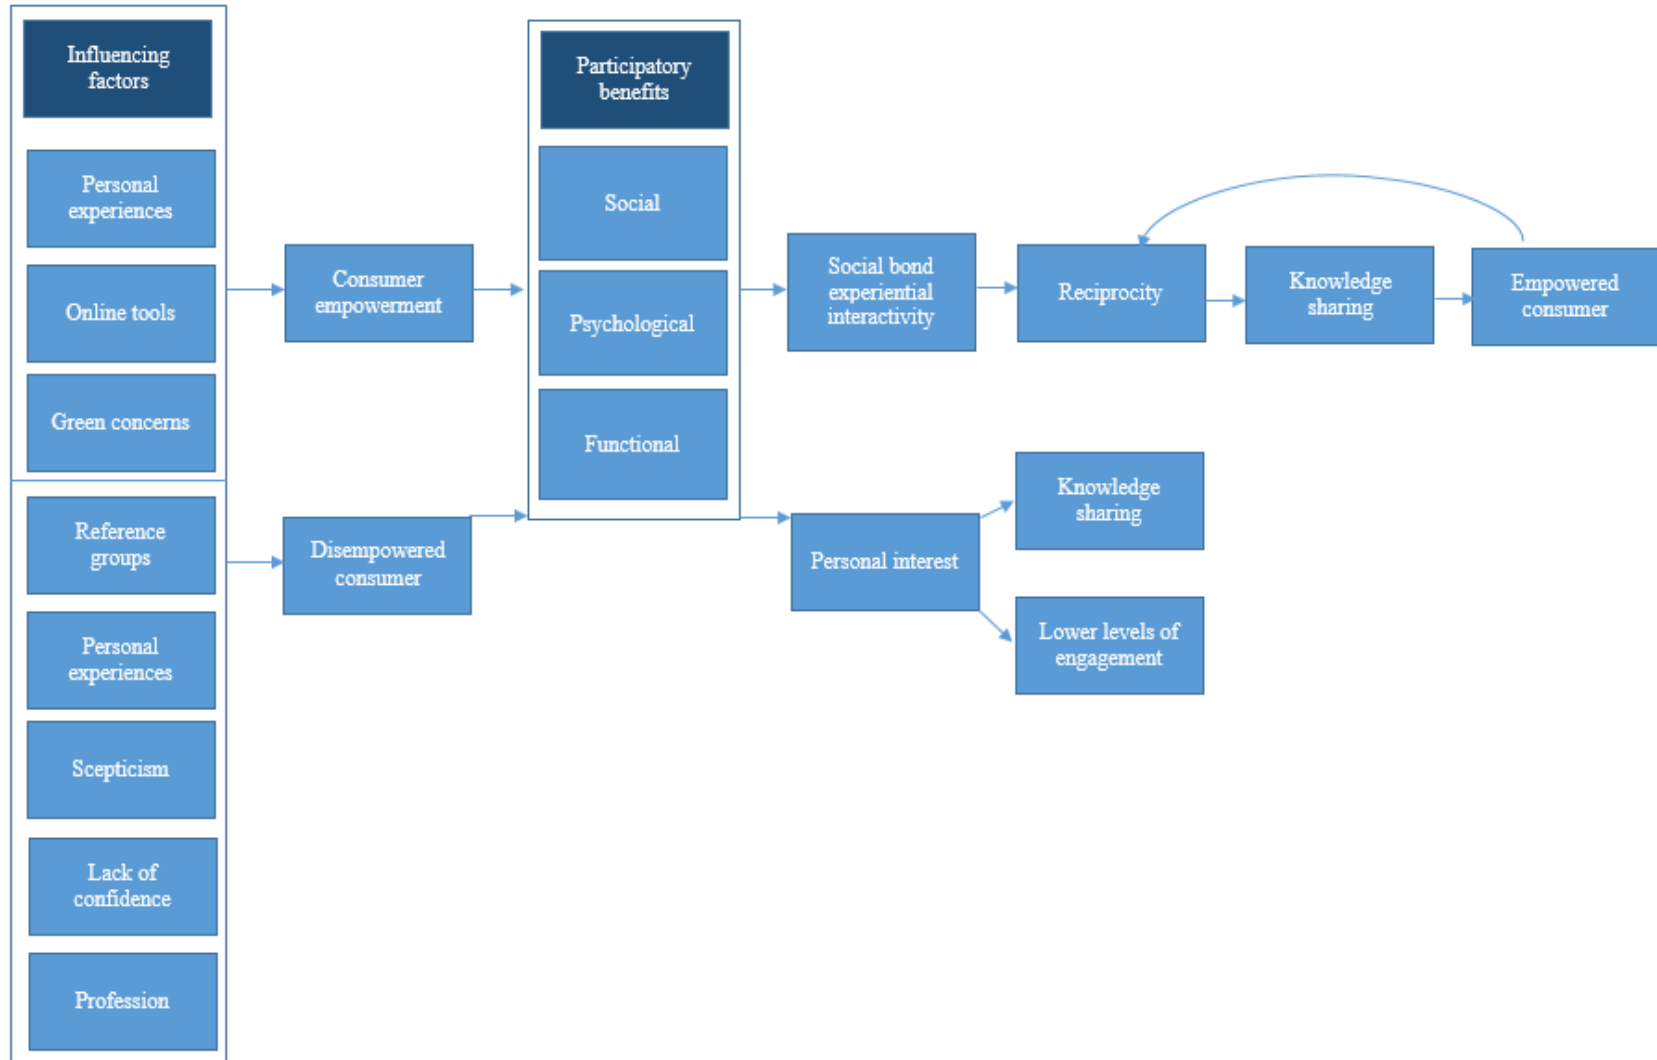 Influencing
factors
Personal
experiences
Online tools
Green concerns
Reference
groups
Personal
experiences
Scepticism
Lack of
confidence
Profession
Consumer
empowerment
Disempowered
consumer
Participatory
benefits
Social
Psychological
Functional
Social bond
experiential
interactivity
Reciprocity
Knowledge
sharing
Empowered
consumer
Personal interest
Knowledge
sharing
Lower levels of
engagement